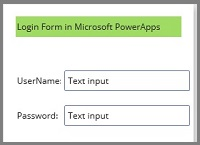 Login Form in Microsoft PowerApps
UserName: Text input
Password: Text input